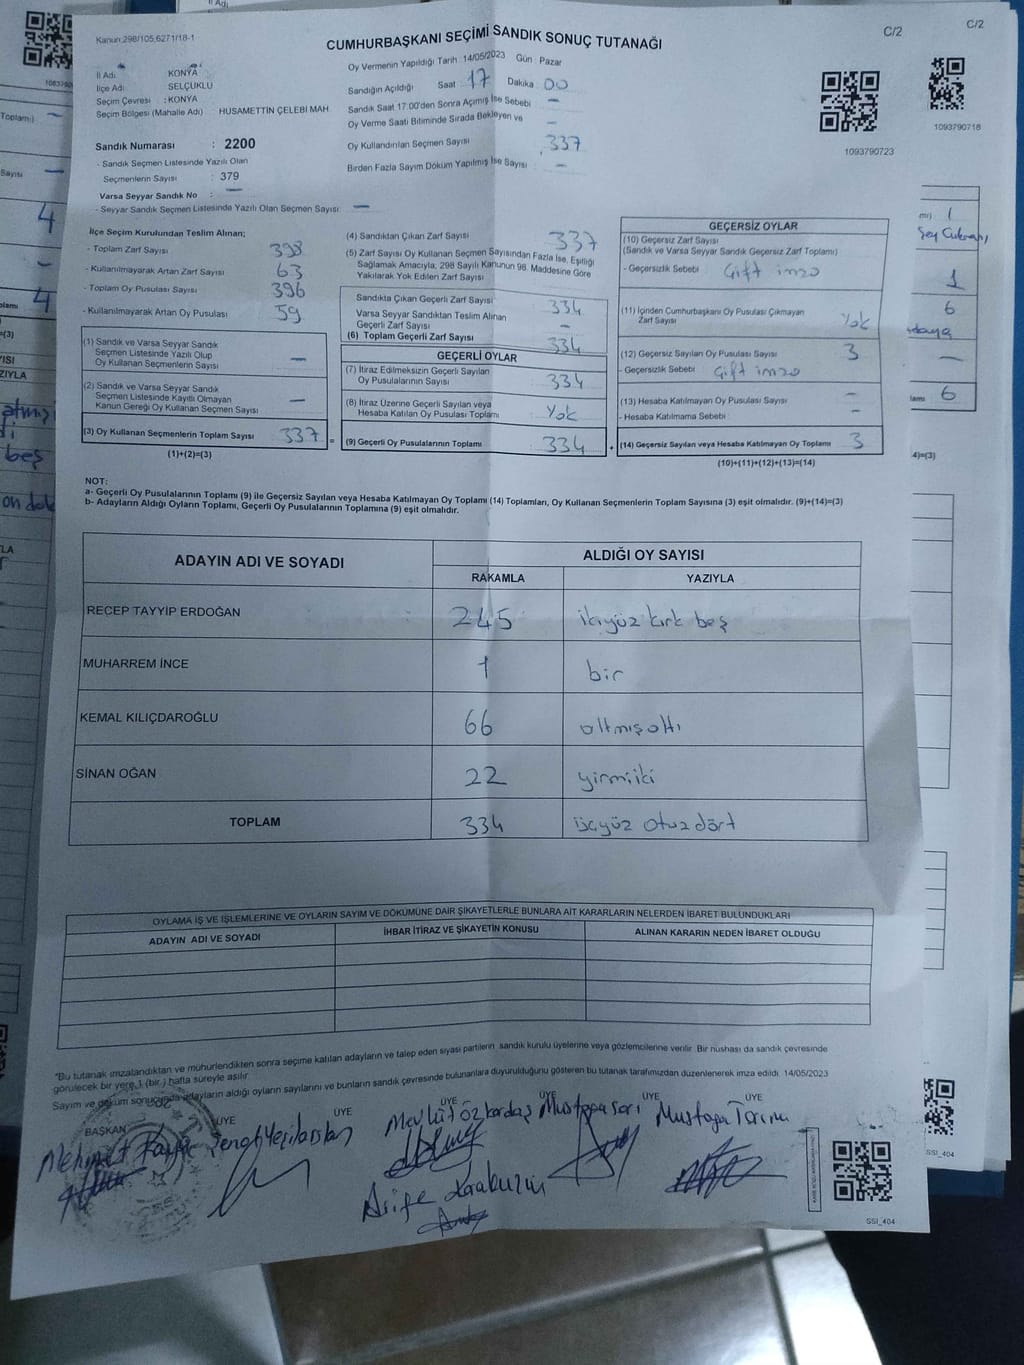 Kanun:298/105,6271/18-1
C/2
C/2
CUMHURBAŞKANI SEÇİMİ SANDIK SONUÇ TUTANAĞI
İl Adı KONYA
İlçe Adı SELÇUKLU
Seçim Çevresi : KONYA
Seçim Bölgesi (Mahalle Adı) HUSAMETTİN ÇELEBİ MAH.
Sandık Numarası : 2200
- Sandık Seçmen Listesinde Yazılı Olan
Seçmenlerin Sayısı : 379
Varsa Seyyar Sandık No : —
- Seyyar Sandık Seçmen Listesinde Yazılı Olan Seçmen Sayısı: —
Oy Vermenin Yapıldığı Tarih 14/05/2023 Gün Pazar
Sandığın Açıldığı Saat 17 Dakika 00
Sandık Saat 17:00'den Sonra Açımış İse Sebebi —
Oy Verme Saati Bitiminde Sırada Bekleyen ve —
Oy Kullandırılan Seçmen Sayısı 337
Birden Fazla Sayım Döküm Yapılmış İse Sayısı —
1093790723
1093790718
İlçe Seçim Kurulundan Teslim Alınan;
- Toplam Zarf Sayısı 398
- Kullanılmayarak Artan Zarf Sayısı 63
- Toplam Oy Pusulası Sayısı 396
- Kullanılmayarak Artan Oy Pusulası 59
(1) Sandık ve Varsa Seyyar Sandık
Seçmen Listesinde Yazılı Olup
Oy Kullanan Seçmenlerin Sayısı —
(2) Sandık ve Varsa Seyyar Sandık
Seçmen Listesinde Kayıtlı Olmayan
Kanun Gereği Oy Kullanan Seçmen Sayısı —
(3) Oy Kullanan Seçmenlerin Toplam Sayısı 337 =
(1)+(2)=(3)
(4) Sandıktan Çıkan Zarf Sayısı 337
(5) Zarf Sayısı Oy Kullanan Seçmen Sayısından Fazla İse, Eşitliği
Sağlamak Amacıyla, 298 Sayılı Kanunun 98. Maddesine Göre
Yakılarak Yok Edilen Zarf Sayısı —
Sandıkta Çıkan Geçerli Zarf Sayısı 334
Varsa Seyyar Sandıktan Teslim Alınan
Geçerli Zarf Sayısı —
(6) Toplam Geçerli Zarf Sayısı 334
GEÇERLİ OYLAR
(7) İtiraz Edilmeksizin Geçerli Sayılan
Oy Pusulalarının Sayısı 334
(8) İtiraz Üzerine Geçerli Sayılan veya
Hesaba Katılan Oy Pusulası Toplamı Yok
(9) Geçerli Oy Pusulalarının Toplamı 334 +
GEÇERSİZ OYLAR
(10) Geçersiz Zarf Sayısı
(Sandık ve Varsa Seyyar Sandık Geçersiz Zarf Toplamı)
- Geçersizlik Sebebi Çift imza
(11) İçinden Cumhurbaşkanı Oy Pusulası Çıkmayan
Zarf Sayısı Yok
(12) Geçersiz Sayılan Oy Pusulası Sayısı 3
- Geçersizlik Sebebi Çift imza
(13) Hesaba Katılmayan Oy Pusulası Sayısı —
- Hesaba Katılmama Sebebi —
(14) Geçersiz Sayılan veya Hesaba Katılmayan Oy Toplamı 3
(10)+(11)+(12)+(13)=(14)
NOT:
a- Geçerli Oy Pusulalarının Toplamı (9) ile Geçersiz Sayılan veya Hesaba Katılmayan Oy Toplamı (14) Toplamları, Oy Kullanan Seçmenlerin Toplam Sayısına (3) eşit olmalıdır. (9)+(14)=(3)
b- Adayların Aldığı Oyların Toplamı, Geçerli Oy Pusulalarının Toplamına (9) eşit olmalıdır.
ADAYIN ADI VE SOYADI
ALDIĞI OY SAYISI
RAKAMLA YAZIYLA
RECEP TAYYİP ERDOĞAN 245 ikiyüz kırk beş
MUHARREM İNCE 1 bir
KEMAL KILIÇDAROĞLU 66 altmışaltı
SİNAN OĞAN 22 yirmiiki
TOPLAM 334 üçyüz otuz dört
OYLAMA İŞ VE İŞLEMLERİNE VE OYLARIN SAYIM VE DÖKÜMÜNE DAİR ŞİKAYETLERLE BUNLARA AİT KARARLARIN NELERDEN İBARET BULUNDUKLARI
ADAYIN ADI VE SOYADI İHBAR İTİRAZ VE ŞİKAYETİN KONUSU ALINAN KARARIN NEDEN İBARET OLDUĞU
"Bu tutanak imzalandıktan ve mühürlendikten sonra seçime katılan adayların ve talep eden siyasi partilerin sandık kurulu üyelerine veya gözlemcilerine verilir. Bir nüshası da sandık çevresinde
görülecek bir yere 1 (bir) hafta süreyle asılır.
Sayım ve döküm sonucunda adayların aldığı oyların sayılarını ve bunların sandık çevresinde bulunanlara duyurulduğunu gösteren bu tutanak tarafımızdan düzenlenerek imza edildi. 14/05/2023
BAŞKAN ÜYE ÜYE ÜYE ÜYE ÜYE ÜYE
Mehmet Kaya Mevlüt Özkardaş Mustafa Sarı
Arife Karabuzun
SSI_404
SSI_404